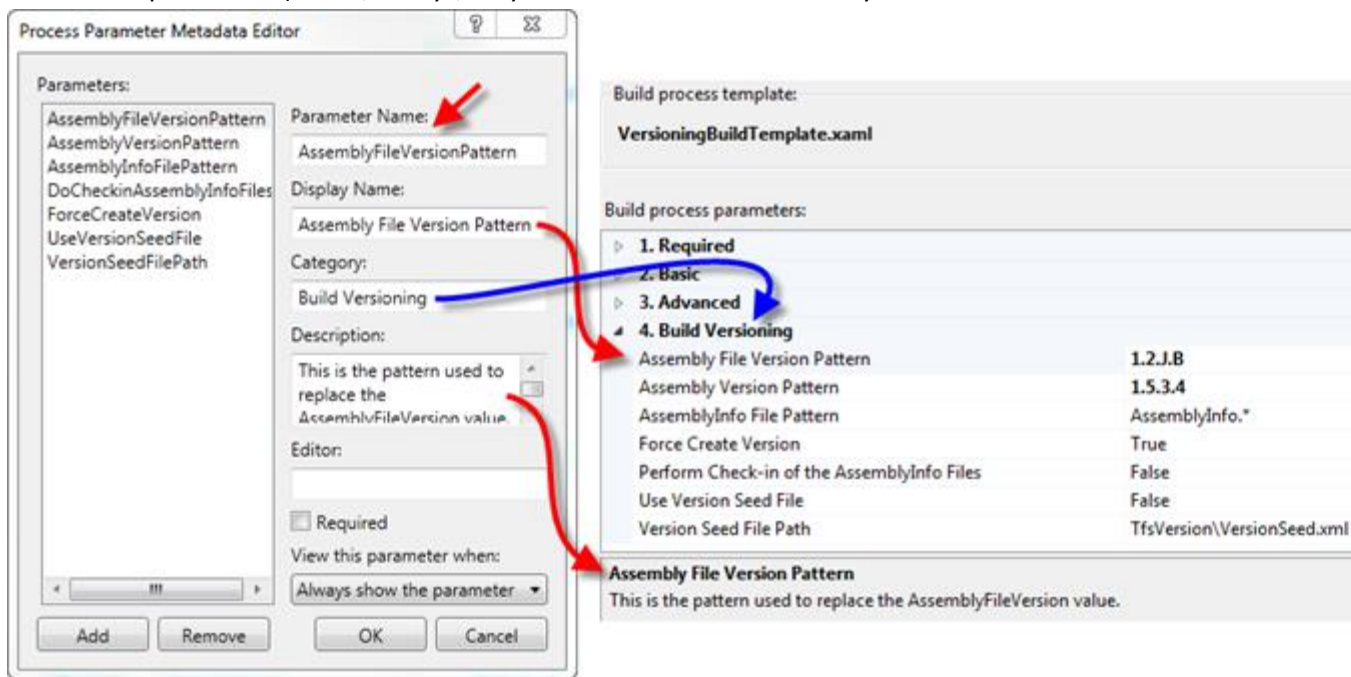 Process Parameter Metadata Editor
Parameters:
AssemblyFileVersionPattern
AssemblyVersionPattern
AssemblyInfoFilePattern
DoCheckinAssemblyInfoFiles
ForceCreateVersion
UseVersionSeedFile
VersionSeedFilePath
Add
Remove
Parameter Name:
AssemblyFileVersionPattern
Display Name:
Assembly File Version Pattern
Category:
Build Versioning
Description:
This is the pattern used to
replace the
AssemblyFileVersion value.
Editor:
Required
View this parameter when:
Always show the parameter
OK
Cancel
Build process template:
VersioningBuildTemplate.xaml
Build process parameters:
1. Required
2. Basic
3. Advanced
4. Build Versioning
Assembly File Version Pattern 1.2.J.B
Assembly Version Pattern 1.5.3.4
AssemblyInfo File Pattern AssemblyInfo.*
Force Create Version True
Perform Check-in of the AssemblyInfo Files False
Use Version Seed File False
Version Seed File Path TfsVersion\VersionSeed.xml
Assembly File Version Pattern
This is the pattern used to replace the AssemblyFileVersion value.